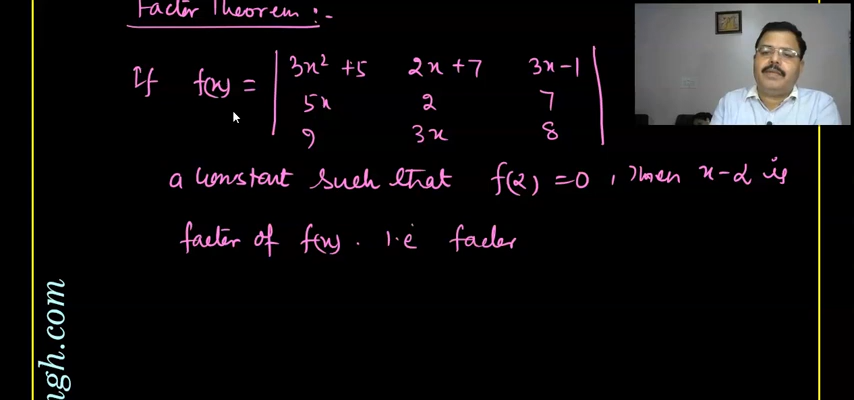 Factor Theorem :-
If f(x) = | 3x² + 5 2x + 7 3x - 1 |
| 5x 2 7 |
| 9 3x 8 |
a constant such that f(α) = 0 , then x - α is
factor of f(x) . i.e factor
ngh.com